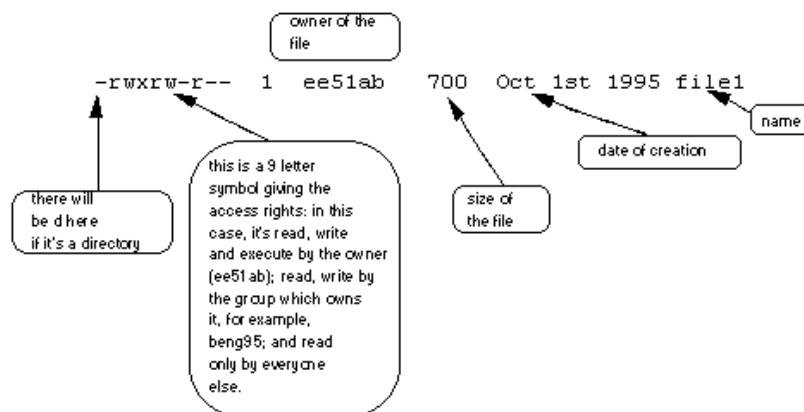 owner of the
file
-rwxrw-r-- 1 ee51ab 700 Oct 1st 1995 file1
name
date of creation
this is a 9 letter
symbol giving the
access rights: in this
case, it's read, write
and execute by the owner
(ee51ab); read, write by
the group which owns
it, for example,
beng95; and read
only by everyone
else.
there will
be d here
if it's a directory
size of
the file